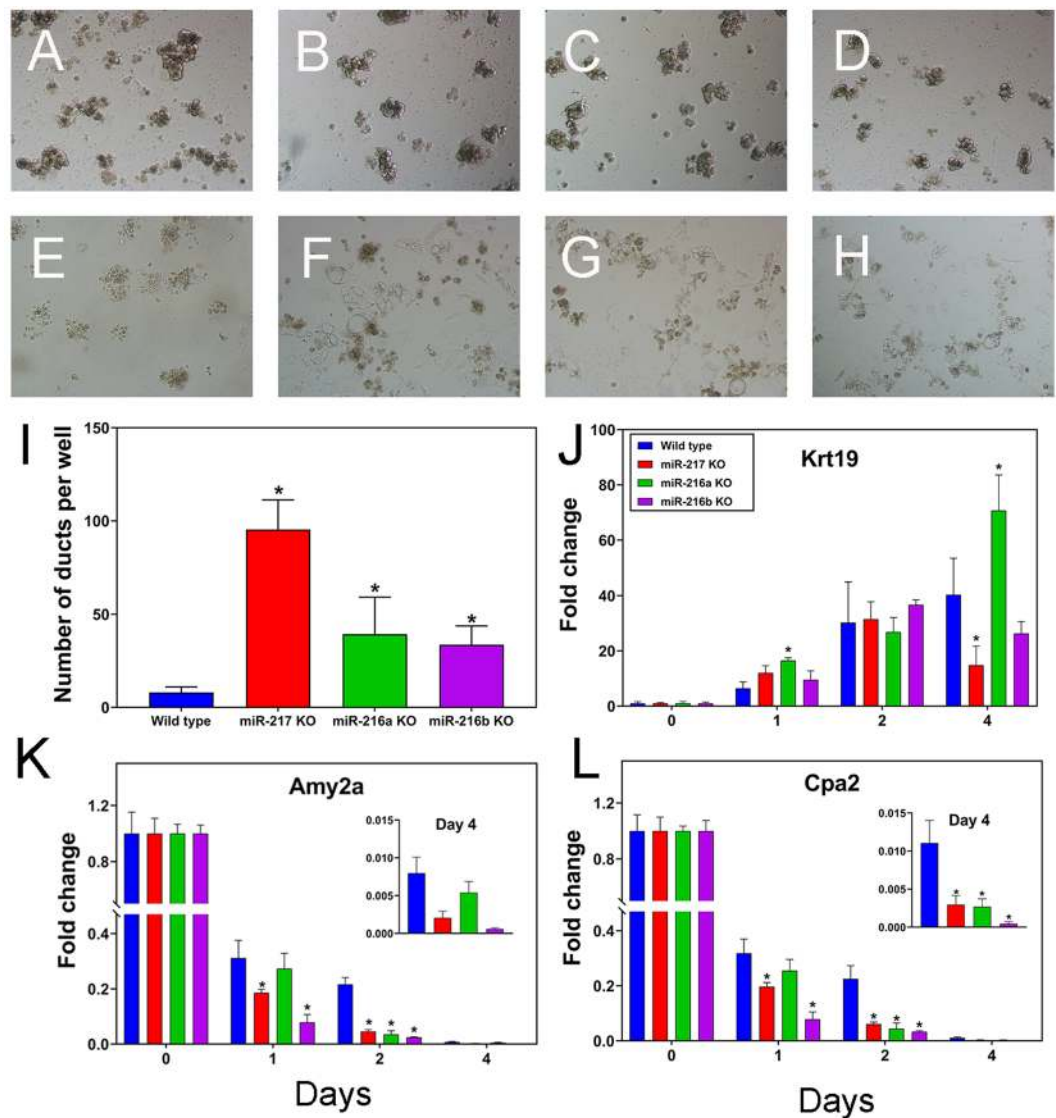 A
B
C
D
E
F
G
H
I
Number of ducts per well
150
100
50
0
*
*
*
Wild type
miR-217 KO
miR-216a KO
miR-216b KO
J
Krt19
Wild type
miR-217 KO
miR-216a KO
miR-216b KO
Fold change
100
80
60
40
20
0
*
*
*
0 1 2 4
K
Amy2a
Fold change
1.2
1.0
0.4
0.2
0.0
*
*
* * *
Day 4
0.015
0.010
0.005
0.000
0 1 2 4
Days
L
Cpa2
Fold change
1.2
1.0
0.4
0.2
0.0
*
*
* * *
Day 4
0.015
0.010
0.005
0.000
* * *
0 1 2 4
Days